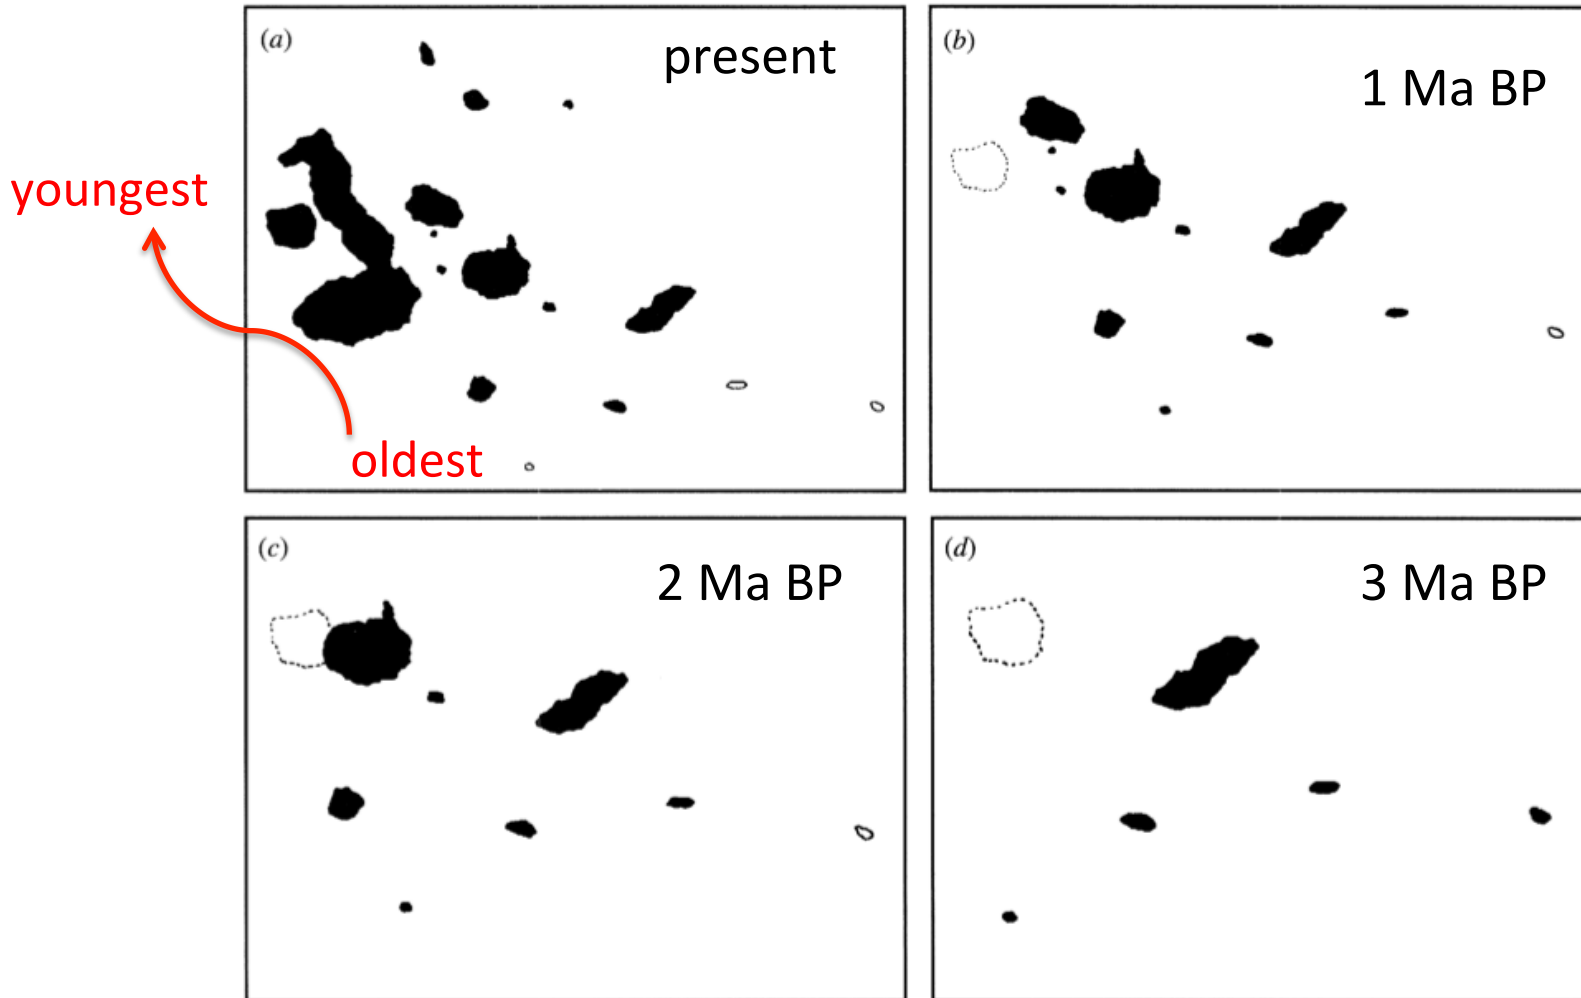 (a)
present
youngest
oldest
(b)
1 Ma BP
(c)
2 Ma BP
(d)
3 Ma BP